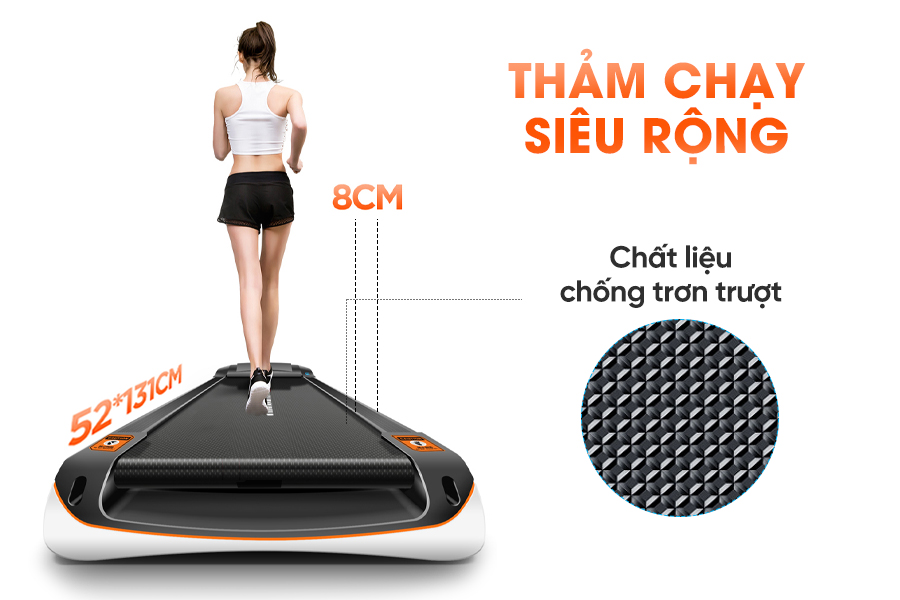 THẢM CHẠY
SIÊU RỘNG
8CM
Chất liệu
chống trơn trượt
52*131CM